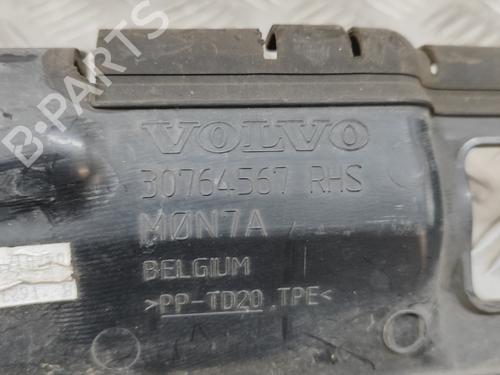 B-PARTS
VOLVO
30764567 RHS
MØN7A
BELGIUM
>PP-TD20 TPE<